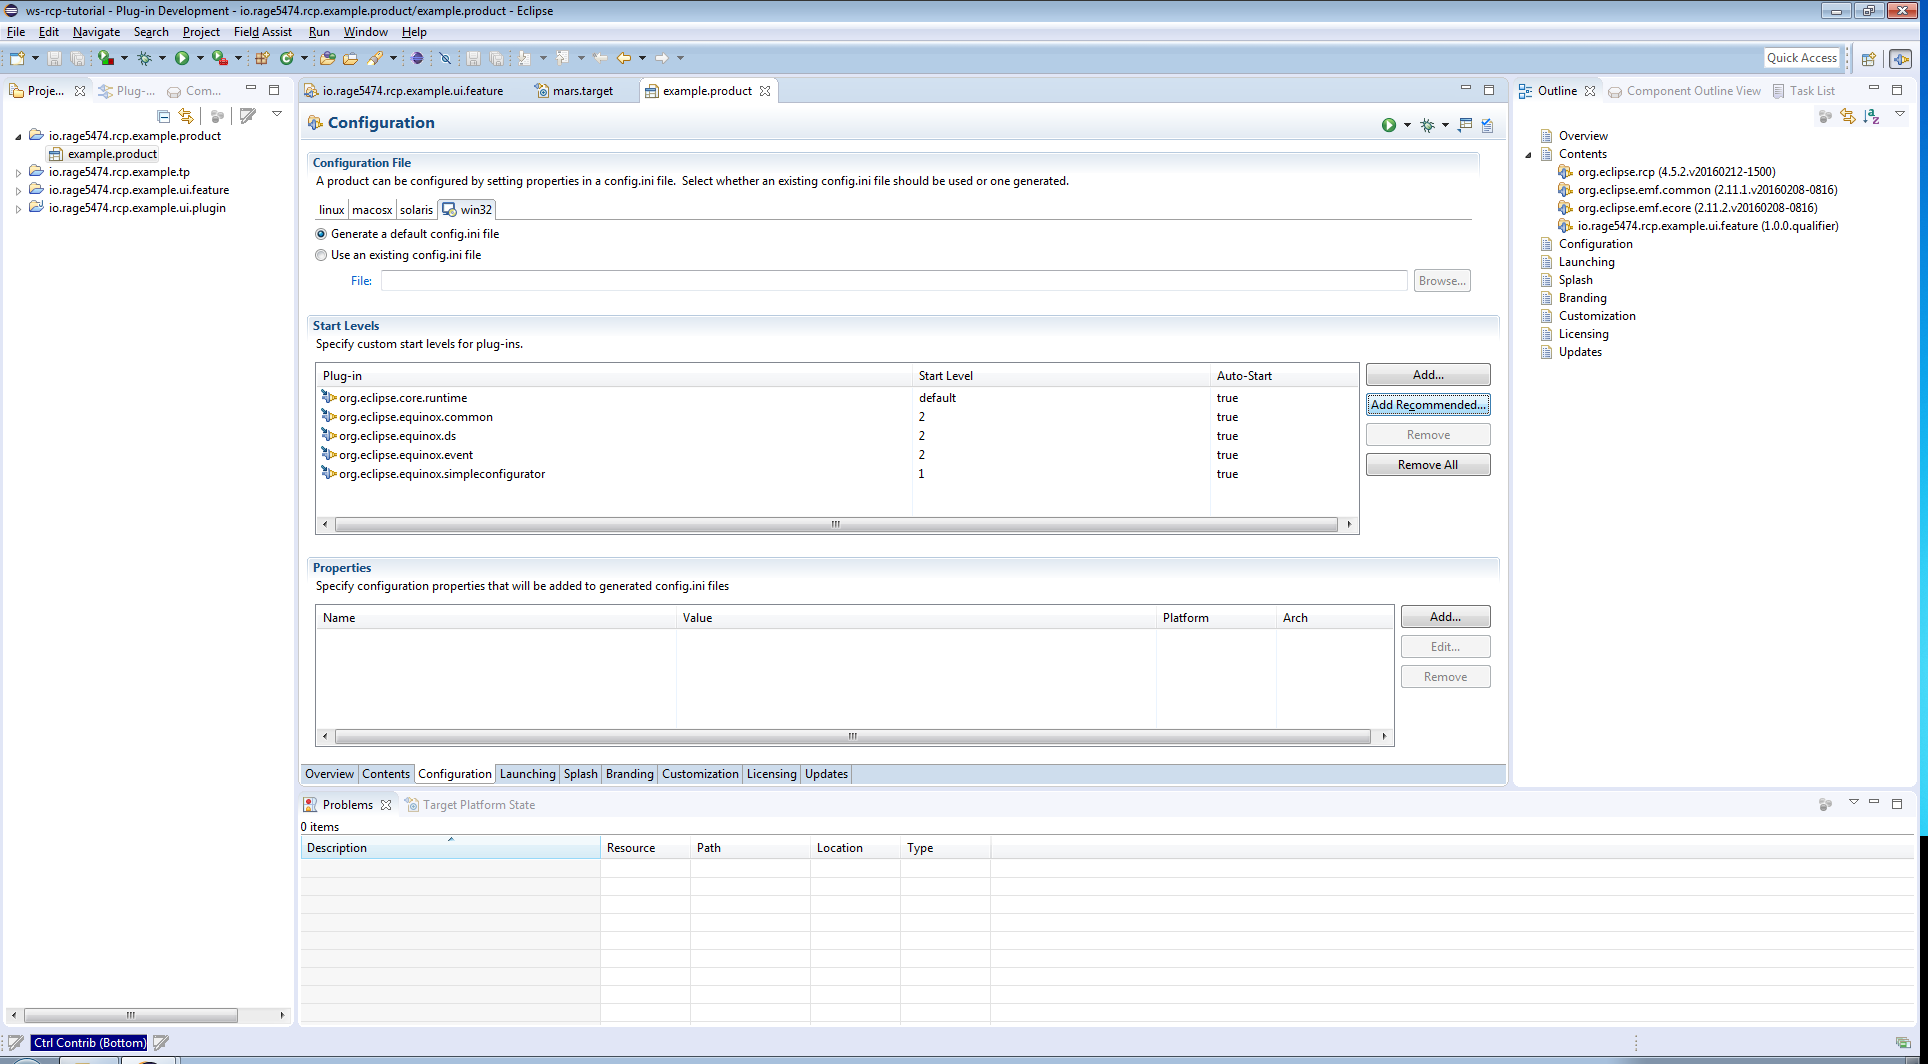 ws-rcp-tutorial - Plug-in Development - io.rage5474.rcp.example.product/example.product - Eclipse
File Edit Navigate Search Project Field Assist Run Window Help
Quick Access
Proje... Plug-... Com...
io.rage5474.rcp.example.product
example.product
io.rage5474.rcp.example.tp
io.rage5474.rcp.example.ui.feature
io.rage5474.rcp.example.ui.plugin
io.rage5474.rcp.example.ui.feature mars.target example.product
Configuration
Configuration File
A product can be configured by setting properties in a config.ini file. Select whether an existing config.ini file should be used or one generated.
linux macosx solaris win32
Generate a default config.ini file
Use an existing config.ini file
File: Browse...
Start Levels
Specify custom start levels for plug-ins.
Plug-in Start Level Auto-Start
org.eclipse.core.runtime default true
org.eclipse.equinox.common 2 true
org.eclipse.equinox.ds 2 true
org.eclipse.equinox.event 2 true
org.eclipse.equinox.simpleconfigurator 1 true
Add...
Add Recommended...
Remove
Remove All
Properties
Specify configuration properties that will be added to generated config.ini files
Name Value Platform Arch
Add...
Edit...
Remove
Overview Contents Configuration Launching Splash Branding Customization Licensing Updates
Problems Target Platform State
0 items
Description Resource Path Location Type
Outline Component Outline View Task List
Overview
Contents
org.eclipse.rcp (4.5.2.v20160212-1500)
org.eclipse.emf.common (2.11.1.v20160208-0816)
org.eclipse.emf.ecore (2.11.2.v20160208-0816)
io.rage5474.rcp.example.ui.feature (1.0.0.qualifier)
Configuration
Launching
Splash
Branding
Customization
Licensing
Updates
Ctrl Contrib (Bottom)